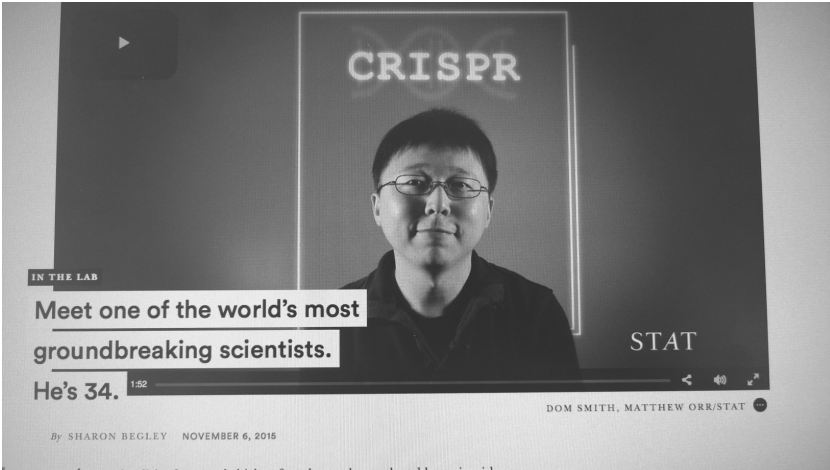 CRISPR
IN THE LAB
Meet one of the world's most
groundbreaking scientists.
He's 34.
1:52
STAT
DOM SMITH, MATTHEW ORR/STAT
By SHARON BEGLEY NOVEMBER 6, 2015